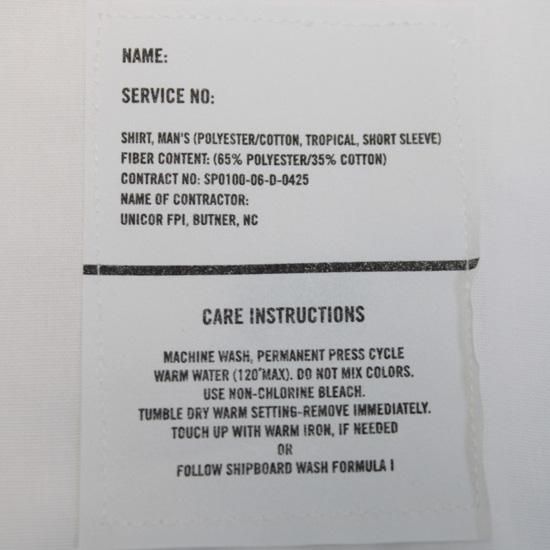 NAME:
SERVICE NO:
SHIRT, MAN'S (POLYESTER/COTTON, TROPICAL, SHORT SLEEVE)
FIBER CONTENT: (65% POLYESTER/35% COTTON)
CONTRACT NO: SP0100-06-D-0425
NAME OF CONTRACTOR:
UNICOR FPI, BUTNER, NC
CARE INSTRUCTIONS
MACHINE WASH, PERMANENT PRESS CYCLE
WARM WATER (120°MAX). DO NOT MIX COLORS.
USE NON-CHLORINE BLEACH.
TUMBLE DRY WARM SETTING-REMOVE IMMEDIATELY.
TOUCH UP WITH WARM IRON, IF NEEDED
OR
FOLLOW SHIPBOARD WASH FORMULA I